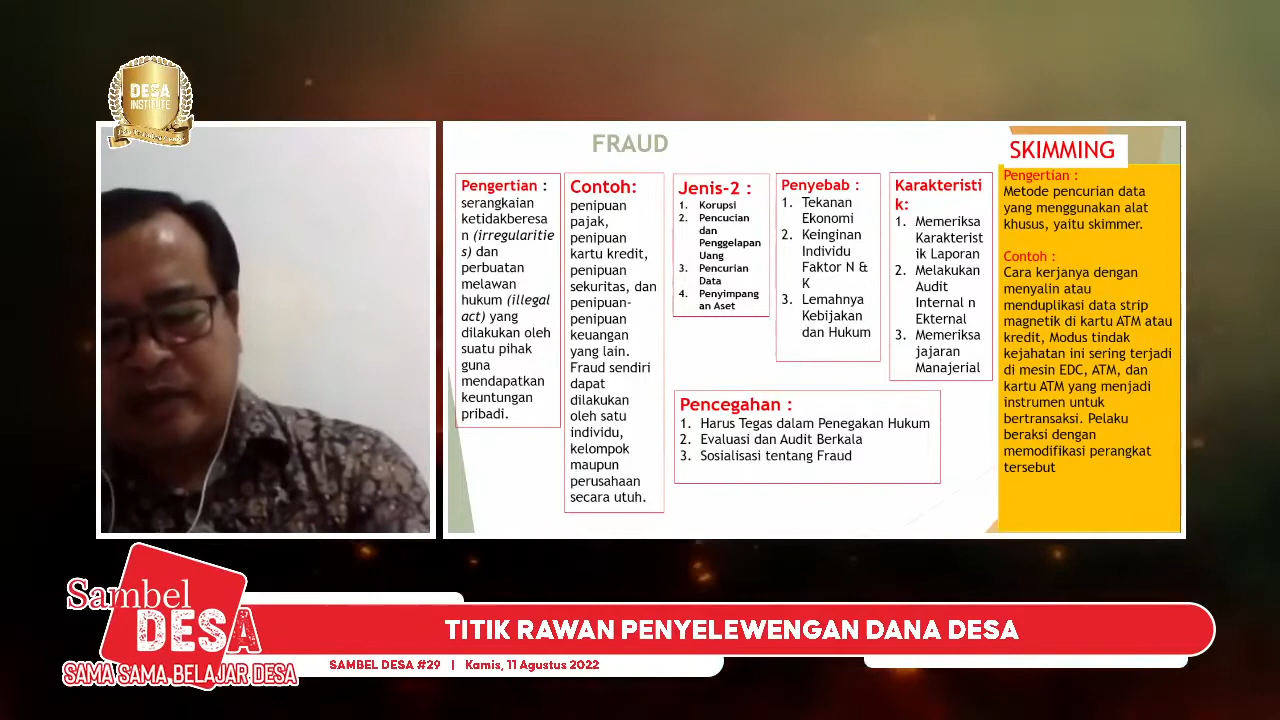 DESA
INSTITUTE
FRAUD
Pengertian :
serangkaian
ketidakberesa
n (irregularitie
s) dan
perbuatan
melawan
hukum (illegal
act) yang
dilakukan oleh
suatu pihak
guna
mendapatkan
keuntungan
pribadi.
Contoh:
penipuan
pajak,
penipuan
kartu kredit,
penipuan
sekuritas, dan
penipuan-
penipuan
keuangan
yang lain.
Fraud sendiri
dapat
dilakukan
oleh satu
individu,
kelompok
maupun
perusahaan
secara utuh.
Jenis-2 :
1. Korupsi
2. Pencucian
dan
Penggelapan
Uang
3. Pencurian
Data
4. Penyimpang
an Aset
Penyebab :
1. Tekanan
Ekonomi
2. Keinginan
Individu
Faktor N &
K
3. Lemahnya
Kebijakan
dan Hukum
Karakteristi
k:
1. Memeriksa
Karakterist
ik Laporan
2. Melakukan
Audit
Internal n
Ekternal
3. Memeriksa
jajaran
Manajerial
Pencegahan :
1. Harus Tegas dalam Penegakan Hukum
2. Evaluasi dan Audit Berkala
3. Sosialisasi tentang Fraud
SKIMMING
Pengertian :
Metode pencurian data
yang menggunakan alat
khusus, yaitu skimmer.
Contoh :
Cara kerjanya dengan
menyalin atau
menduplikasi data strip
magnetik di kartu ATM atau
kredit, Modus tindak
kejahatan ini sering terjadi
di mesin EDC, ATM, dan
kartu ATM yang menjadi
instrumen untuk
bertransaksi. Pelaku
beraksi dengan
memodifikasi perangkat
tersebut
Sambel
DESA
SAMA SAMA BELAJAR DESA
TITIK RAWAN PENYELEWENGAN DANA DESA
SAMBEL DESA #29 | Kamis, 11 Agustus 2022